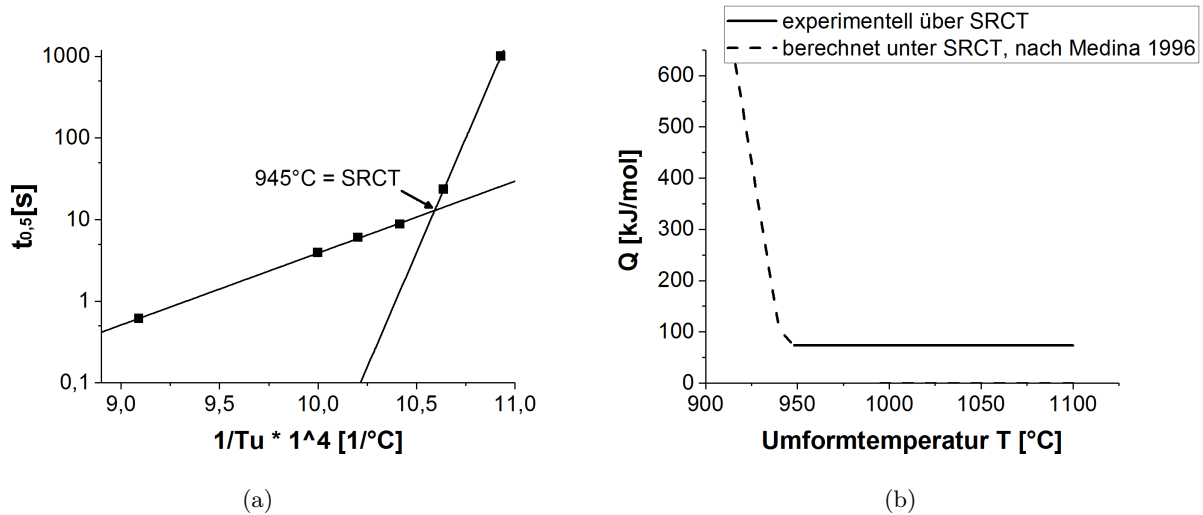 1000
100
10
1
0,1
t0,5[s]
945°C = SRCT
9,0 9,5 10,0 10,5 11,0
1/Tu * 1^4 [1/°C]
(a)
experimentell über SRCT
berechnet unter SRCT, nach Medina 1996
600
500
400
300
200
100
0
Q [kJ/mol]
900 950 1000 1050 1100
Umformtemperatur T [°C]
(b)